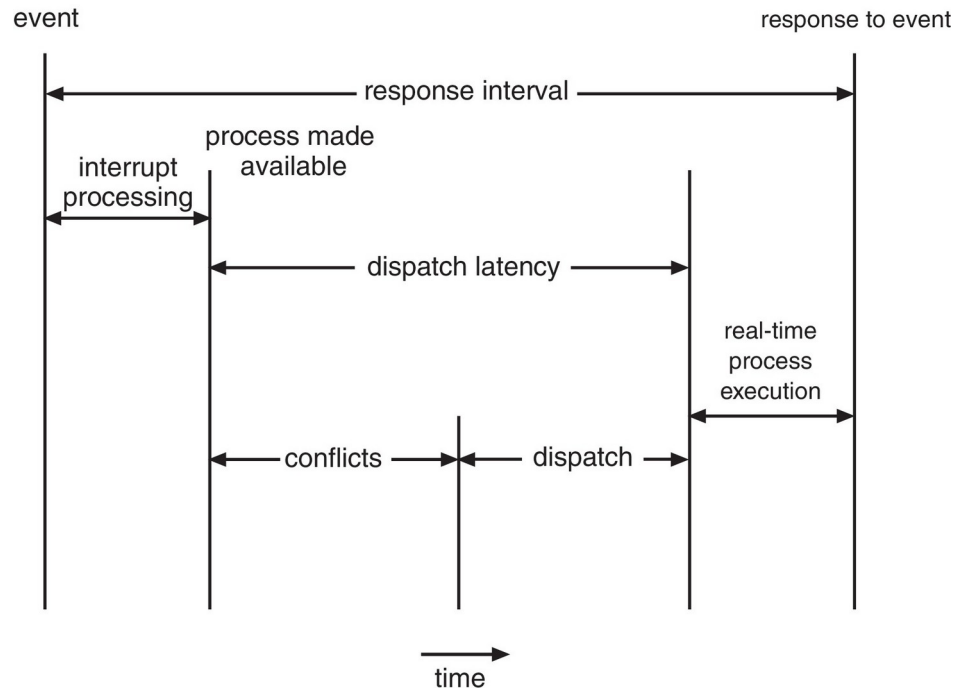 event
response to event
response interval
process made
available
interrupt
processing
dispatch latency
real-time
process
execution
conflicts
dispatch
time